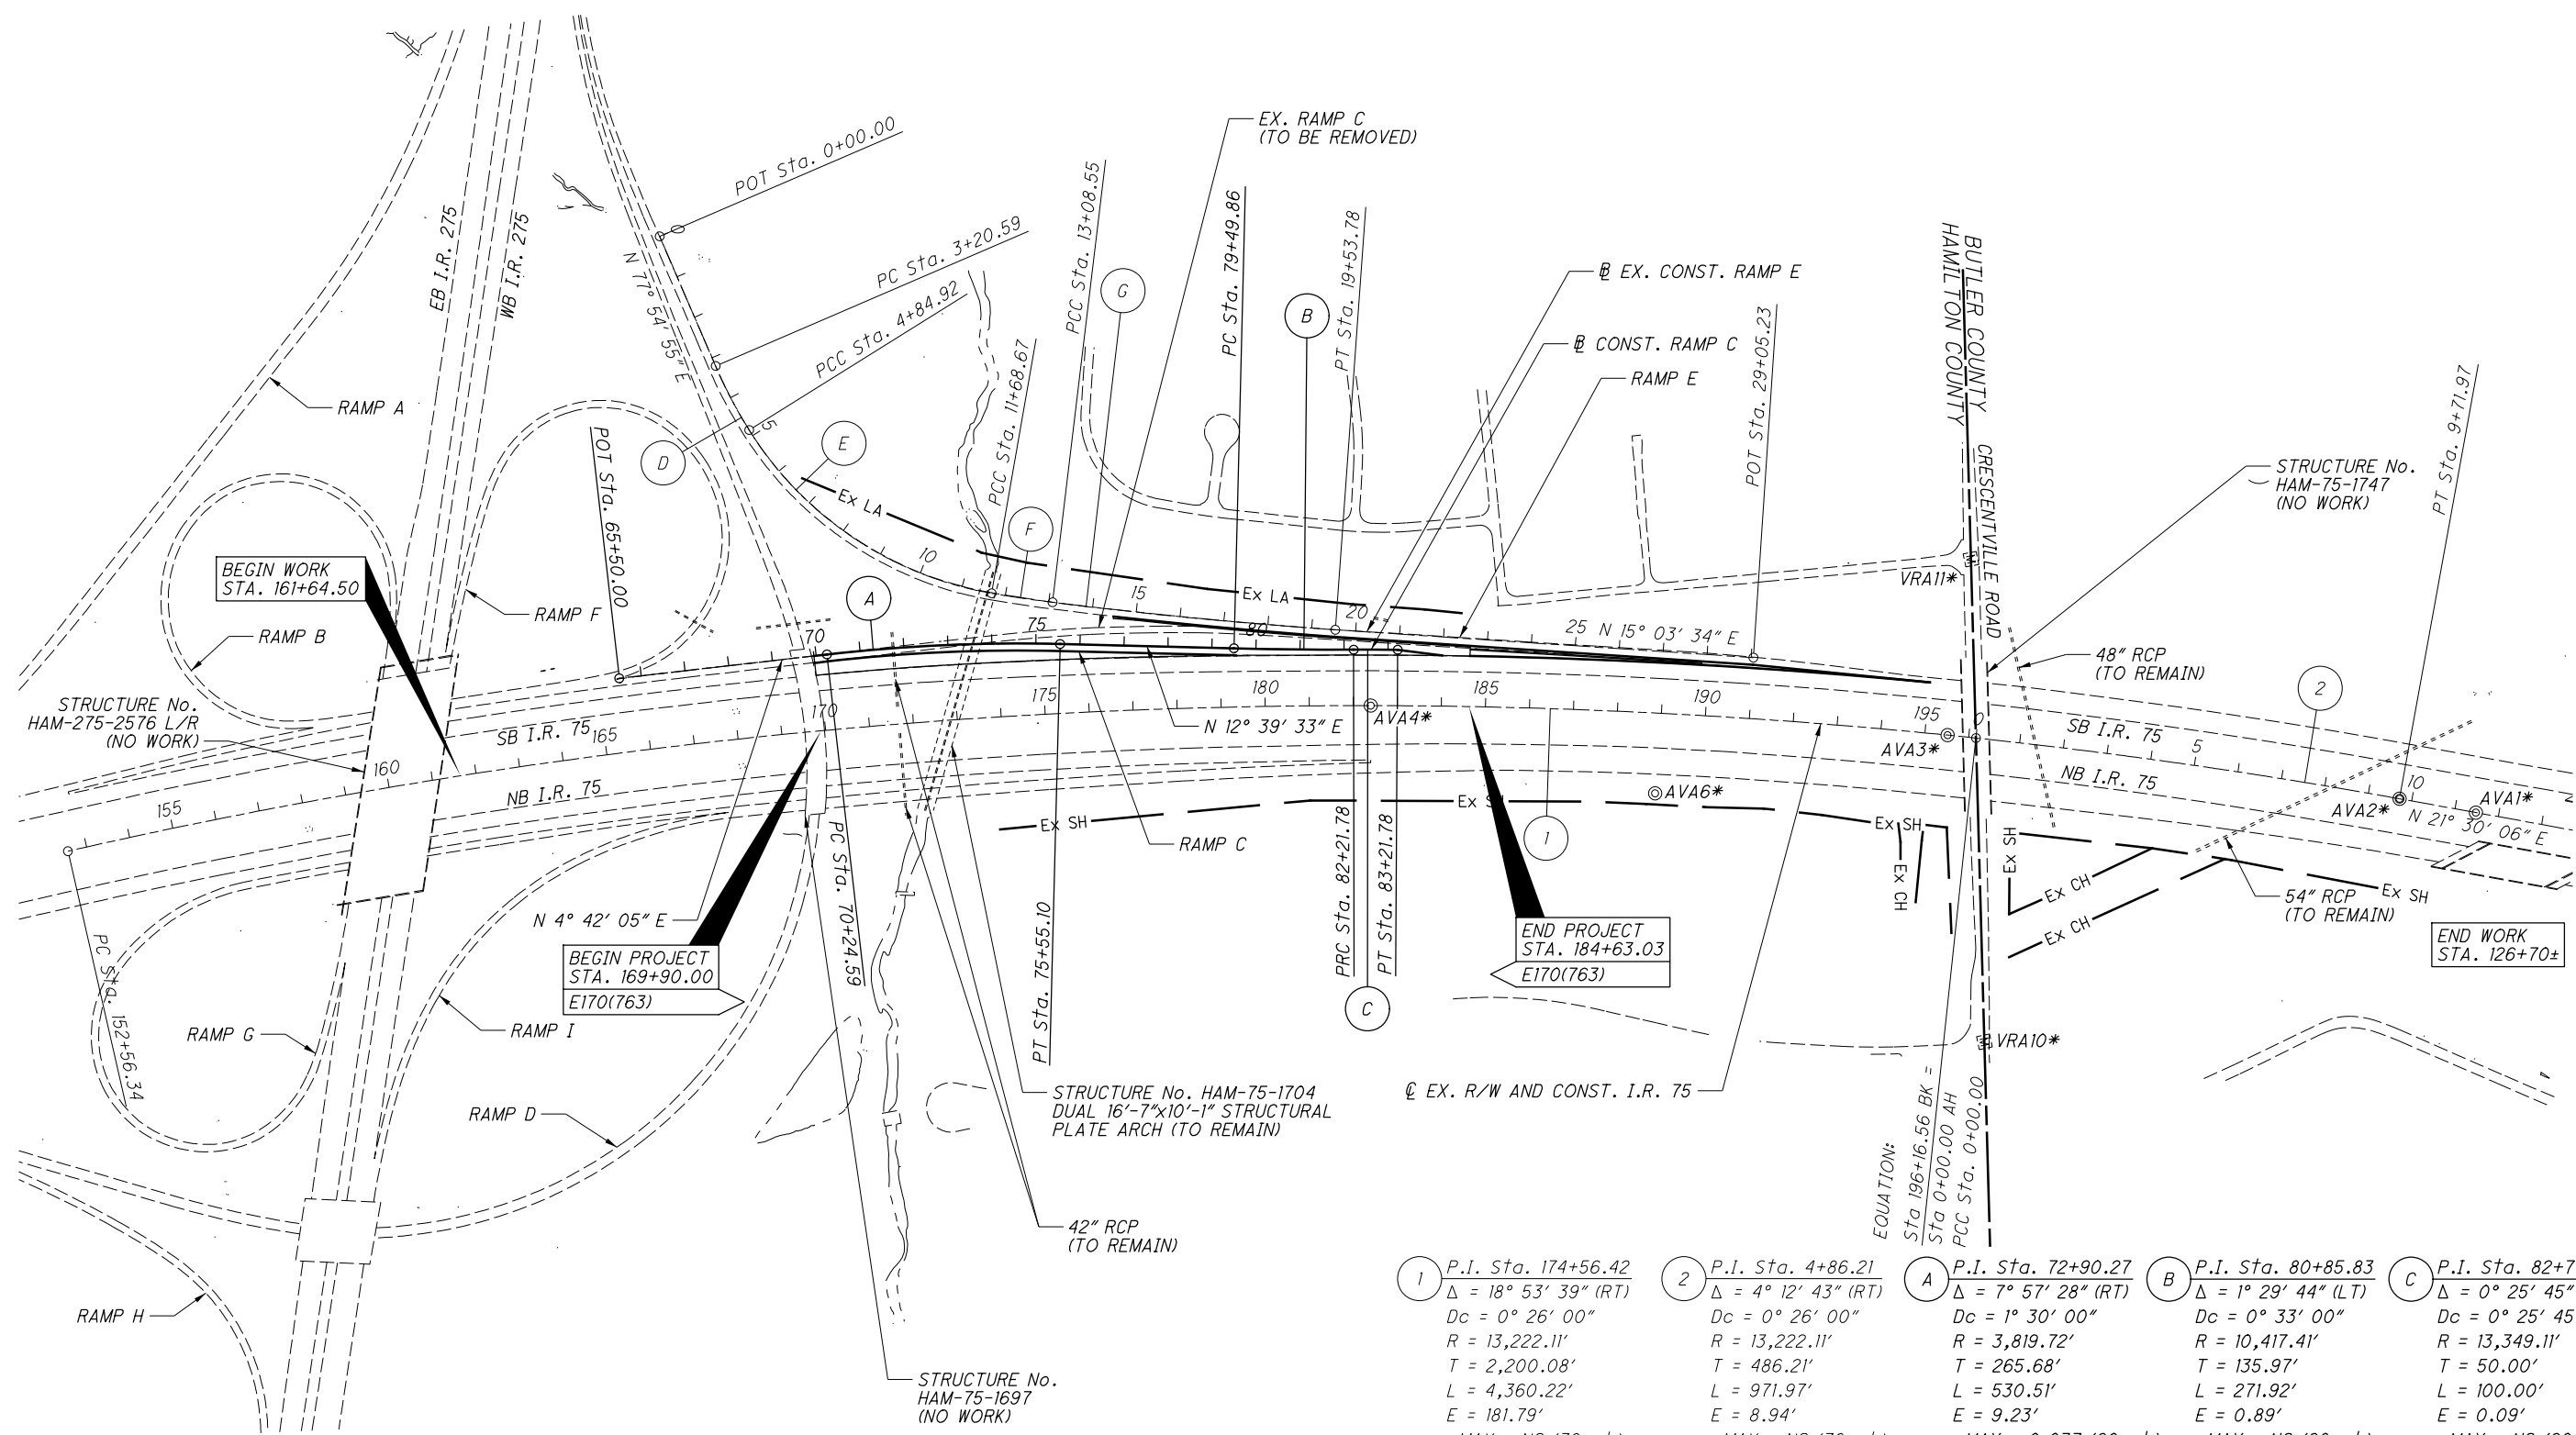 EX. RAMP C
(TO BE REMOVED)
POT Sta. 0+00.00
PC Sta. 3+20.59
PCC Sta. 4+84.92
PCC Sta. 11+68.67
PCC Sta. 13+08.55
G
PC Sta. 79+49.86
B
PT Sta. 19+53.78
℄ EX. CONST. RAMP E
℄ CONST. RAMP C
RAMP E
POT Sta. 29+05.23
BUTLER COUNTY
HAMILTON COUNTY
CRESCENTVILLE ROAD
STRUCTURE No.
HAM-75-1747
(NO WORK)
PT Sta. 9+71.97
EB I.R. 275
WB I.R. 275
N 77° 54' 55" E
RAMP A
D
5
E
Ex LA
10
F
POT Sta. 65+50.00
BEGIN WORK
STA. 161+64.50
RAMP F
RAMP B
A
70
75
80
15
Ex LA
20
25
N 15° 03' 34" E
VRA11*
48" RCP
(TO REMAIN)
2
STRUCTURE No.
HAM-275-2576 L/R
(NO WORK)
SB I.R. 75
155
160
165
170
175
180
185
190
195
0
5
10
N 12° 39' 33" E
AVA4*
AVA3*
SB I.R. 75
NB I.R. 75
NB I.R. 75
AVA6*
AVA2*
AVA1*
N 21° 30' 06" E
Ex SH
Ex SH
Ex SH
Ex SH
Ex SH
Ex CH
Ex CH
Ex CH
54" RCP
(TO REMAIN)
RAMP C
1
N 4° 42' 05" E
PC Sta. 152+56.34
BEGIN PROJECT
STA. 169+90.00
E170(763)
PC Sta. 70+24.59
PT Sta. 75+55.10
PRC Sta. 82+21.78
PT Sta. 83+21.78
C
END PROJECT
STA. 184+63.03
E170(763)
END WORK
STA. 126+70±
RAMP G
RAMP I
RAMP D
RAMP H
STRUCTURE No. HAM-75-1704
DUAL 16'-7"x10'-1" STRUCTURAL
PLATE ARCH (TO REMAIN)
℄ EX. R/W AND CONST. I.R. 75
VRA10*
EQUATION:
Sta 196+16.56 BK =
Sta 0+00.00 AH
PCC Sta. 0+00.00
42" RCP
(TO REMAIN)
STRUCTURE No.
HAM-75-1697
(NO WORK)
1
P.I. Sta. 174+56.42
Δ = 18° 53' 39" (RT)
Dc = 0° 26' 00"
R = 13,222.11'
T = 2,200.08'
L = 4,360.22'
E = 181.79'
2
P.I. Sta. 4+86.21
Δ = 4° 12' 43" (RT)
Dc = 0° 26' 00"
R = 13,222.11'
T = 486.21'
L = 971.97'
E = 8.94'
A
P.I. Sta. 72+90.27
Δ = 7° 57' 28" (RT)
Dc = 1° 30' 00"
R = 3,819.72'
T = 265.68'
L = 530.51'
E = 9.23'
B
P.I. Sta. 80+85.83
Δ = 1° 29' 44" (LT)
Dc = 0° 33' 00"
R = 10,417.41'
T = 135.97'
L = 271.92'
E = 0.89'
C
P.I. Sta. 82+7
Δ = 0° 25' 45"
Dc = 0° 25' 45
R = 13,349.11'
T = 50.00'
L = 100.00'
E = 0.09'